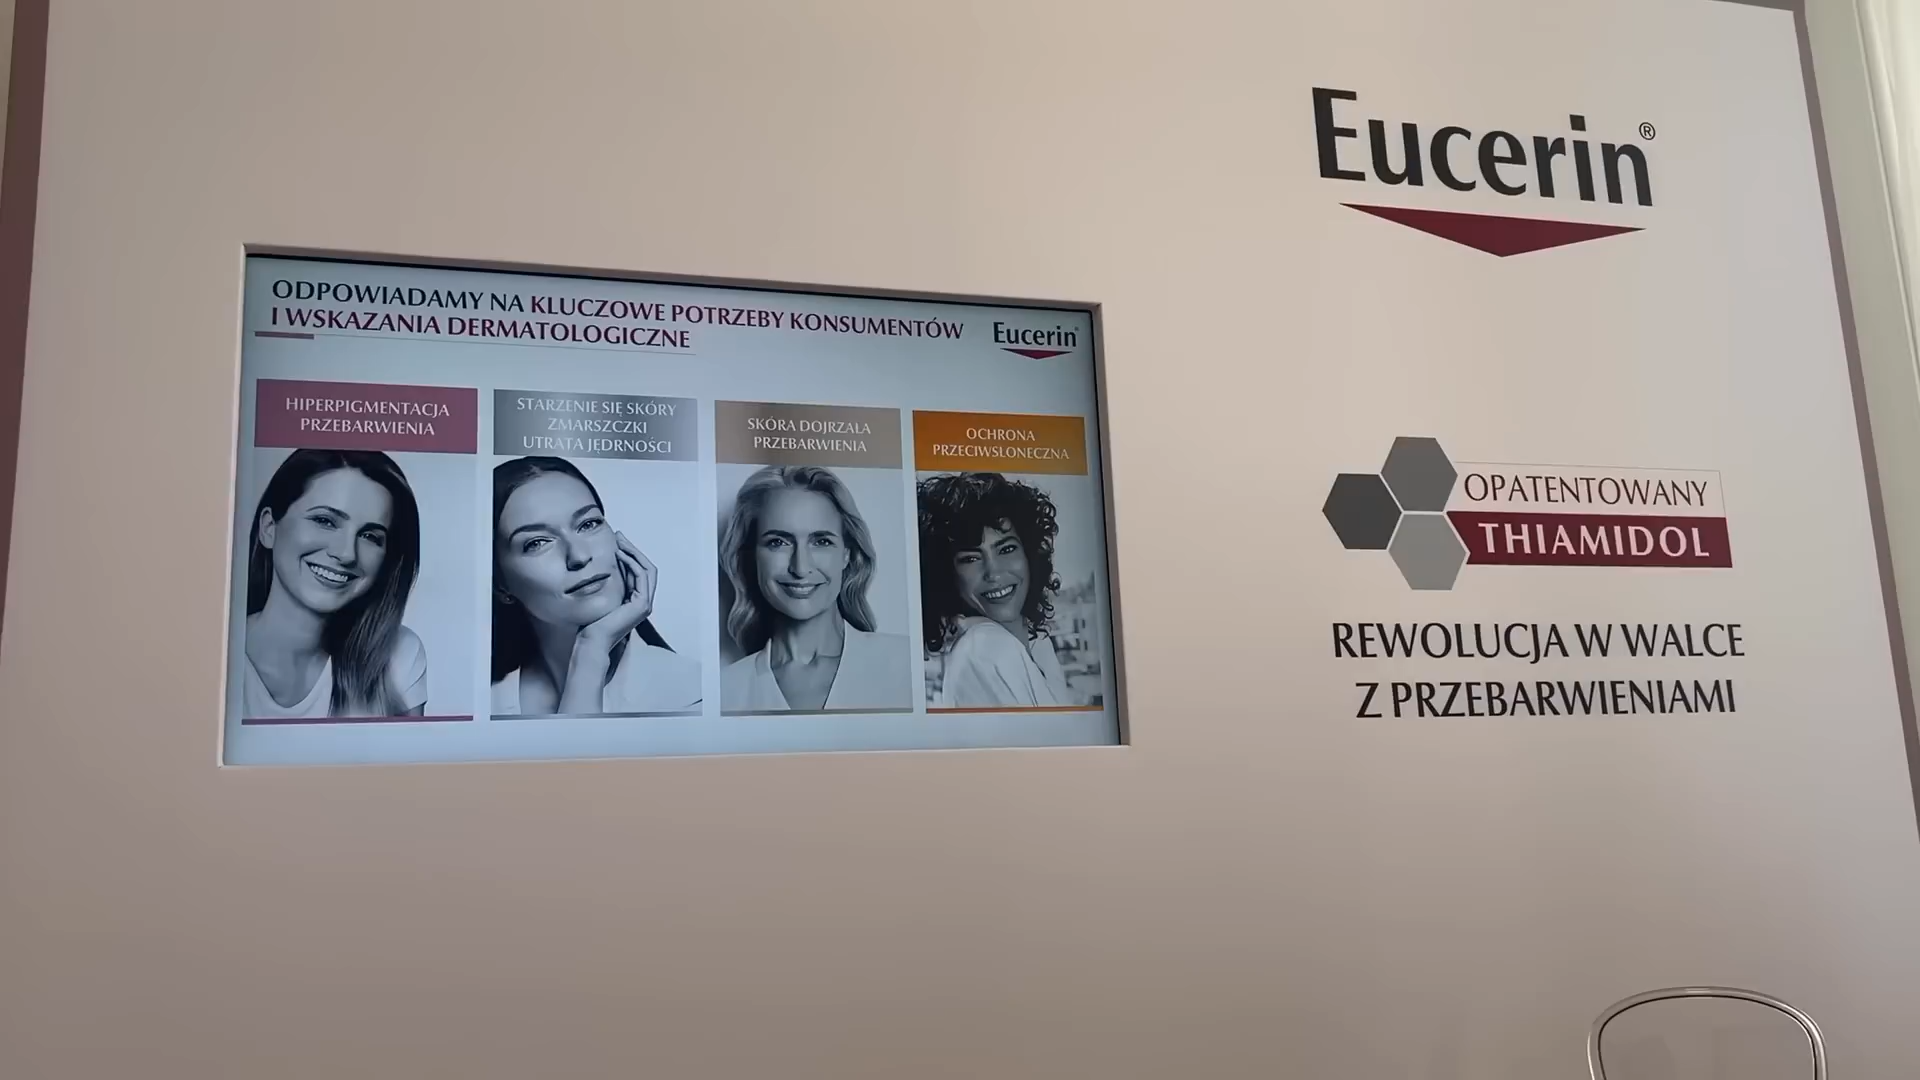 ODPOWIADAMY NA KLUCZOWE POTRZEBY KONSUMENTÓW
I WSKAZANIA DERMATOLOGICZNE
Eucerin®
HIPERPIGMENTACJA
PRZEBARWIENIA
STARZENIE SIĘ SKÓRY
ZMARSZCZKI
UTRATA JĘDRNOŚCI
SKÓRA DOJRZAŁA
PRZEBARWIENIA
OCHRONA
PRZECIWSŁONECZNA
Eucerin®
OPATENTOWANY
THIAMIDOL
REWOLUCJA W WALCE
Z PRZEBARWIENIAMI